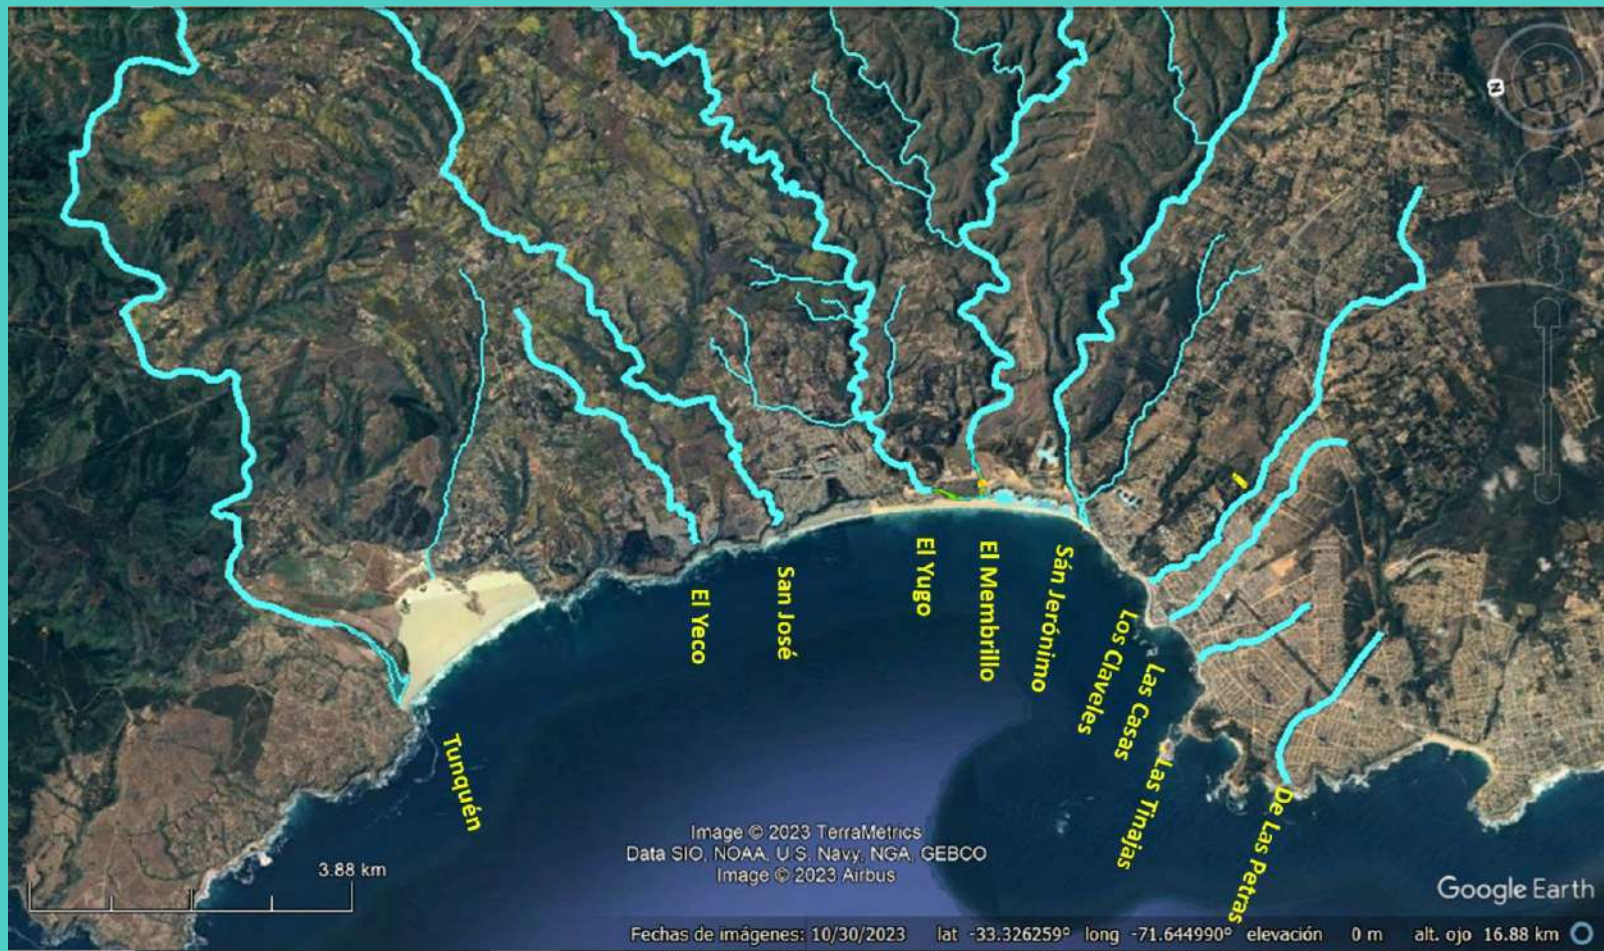 N
El Yeco
San José
El Yugo
El Membrillo
Sán Jerónimo
Los Claveles
Las Casas
Las Tinajas
De Las Petras
Tunquén
Image © 2023 TerraMetrics
Data SIO, NOAA, U.S. Navy, NGA, GEBCO
Image © 2023 Airbus
3.88 km
Google Earth
Fechas de imágenes: 10/30/2023 lat -33.326259° long -71.644990° elevación 0 m alt. ojo 16.88 km